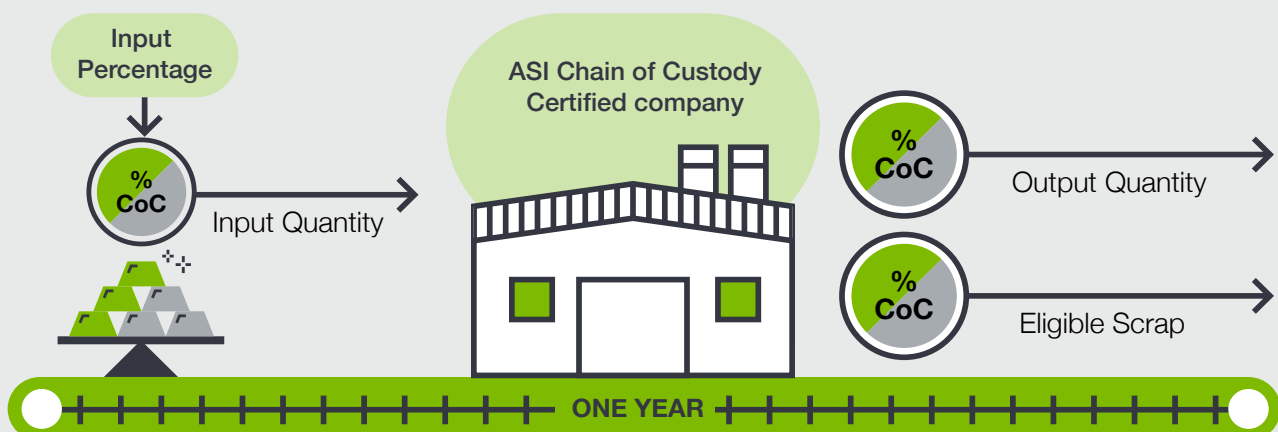 Input
Percentage
%
CoC
Input Quantity
ASI Chain of Custody
Certified company
%
CoC
Output Quantity
%
CoC
Eligible Scrap
ONE YEAR